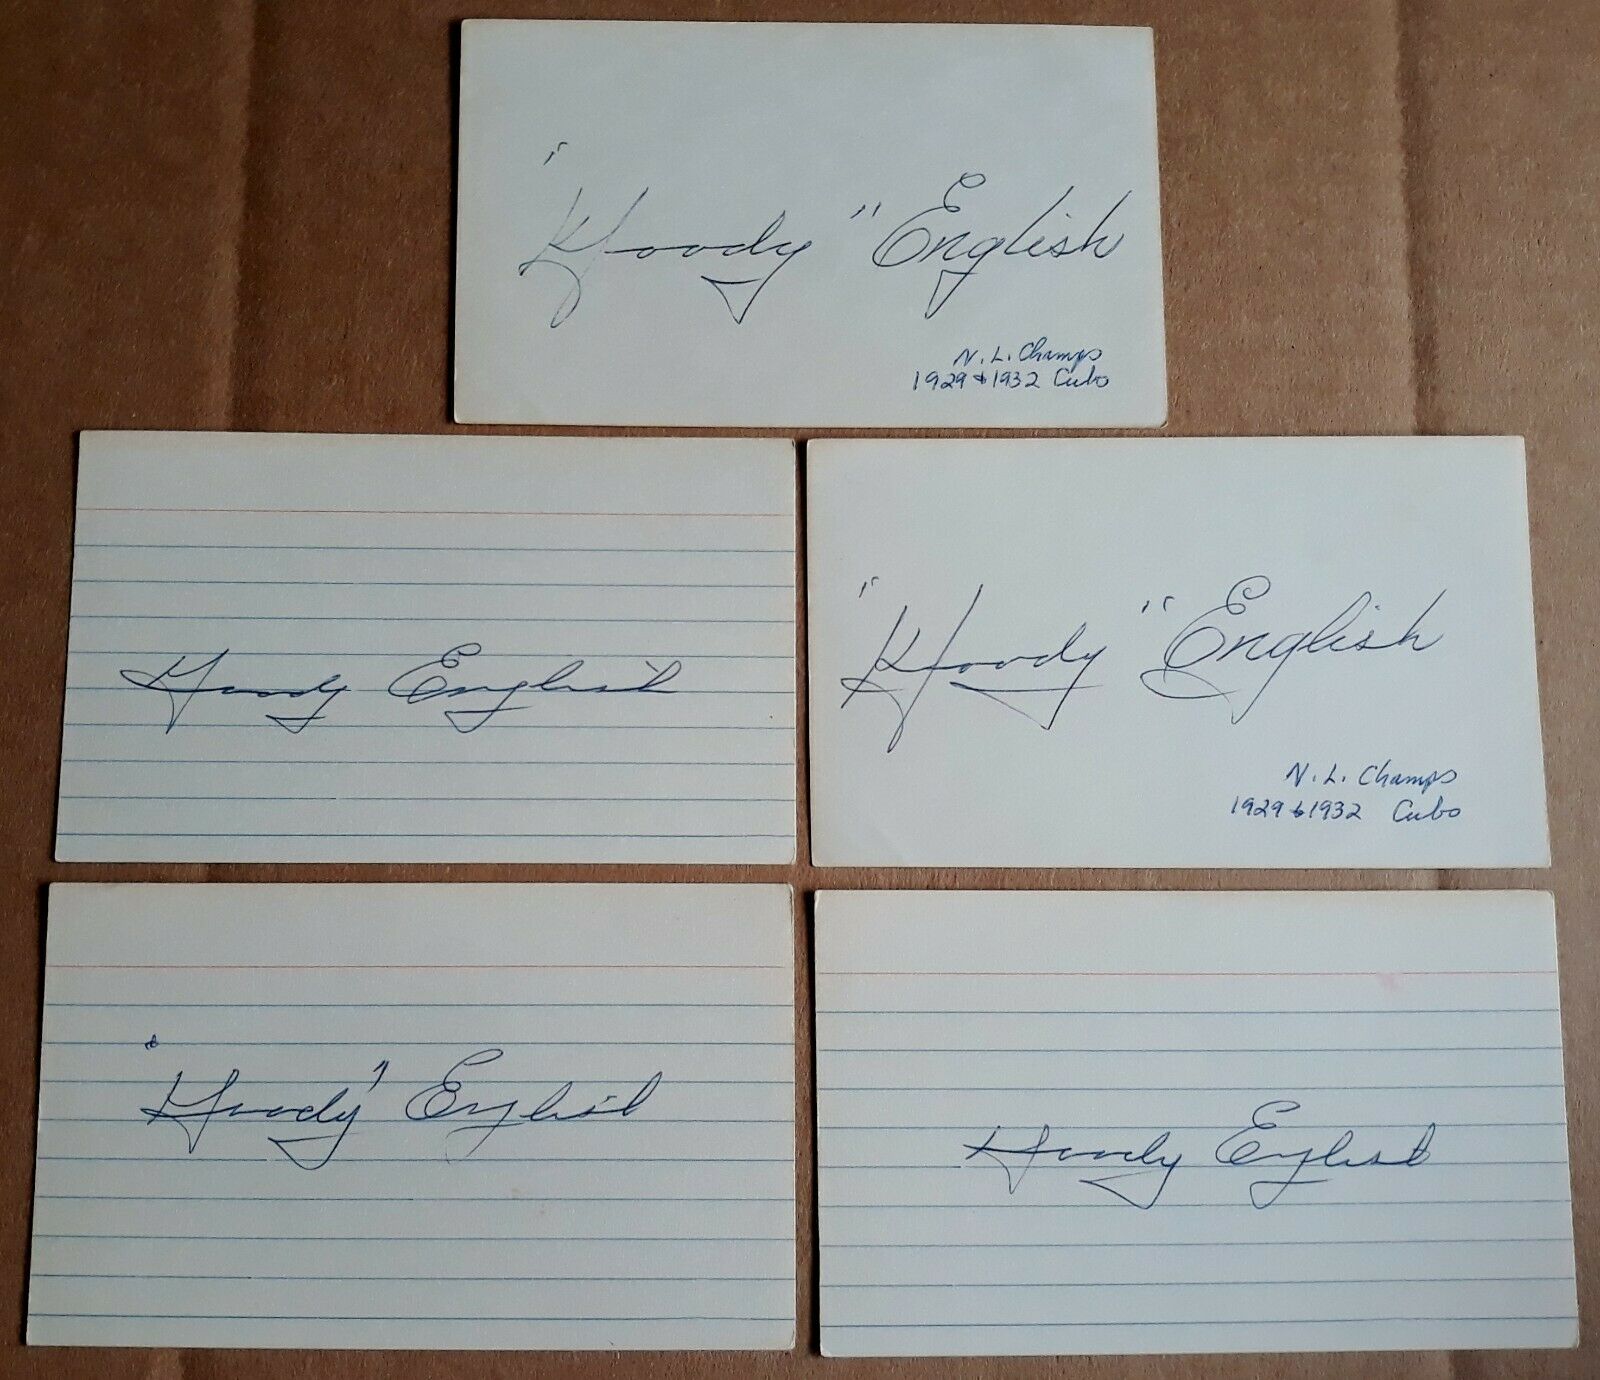 "Woody" English
N. L. Champs
1929 & 1932 Cubs
Woody English
"Woody" English
N. L. Champs
1929 & 1932 Cubs
"Woody" English
Woody English